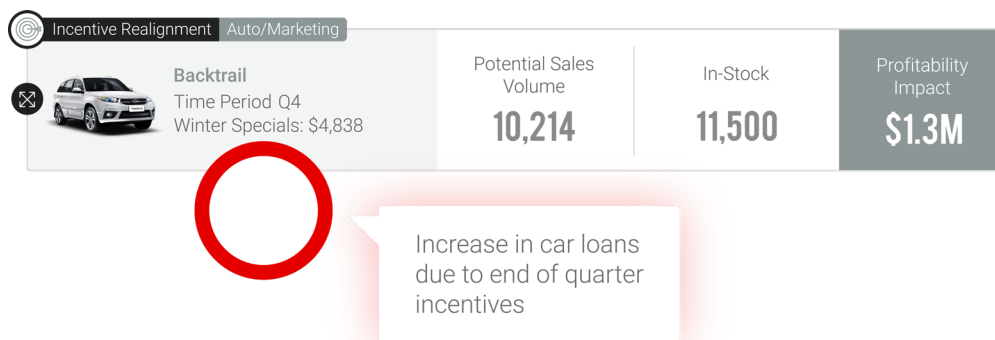 Incentive Realignment Auto/Marketing
Backtrail
Time Period Q4
Winter Specials: $4,838
Potential Sales
Volume
10,214
In-Stock
11,500
Profitability
Impact
$1.3M
Increase in car loans
due to end of quarter
incentives